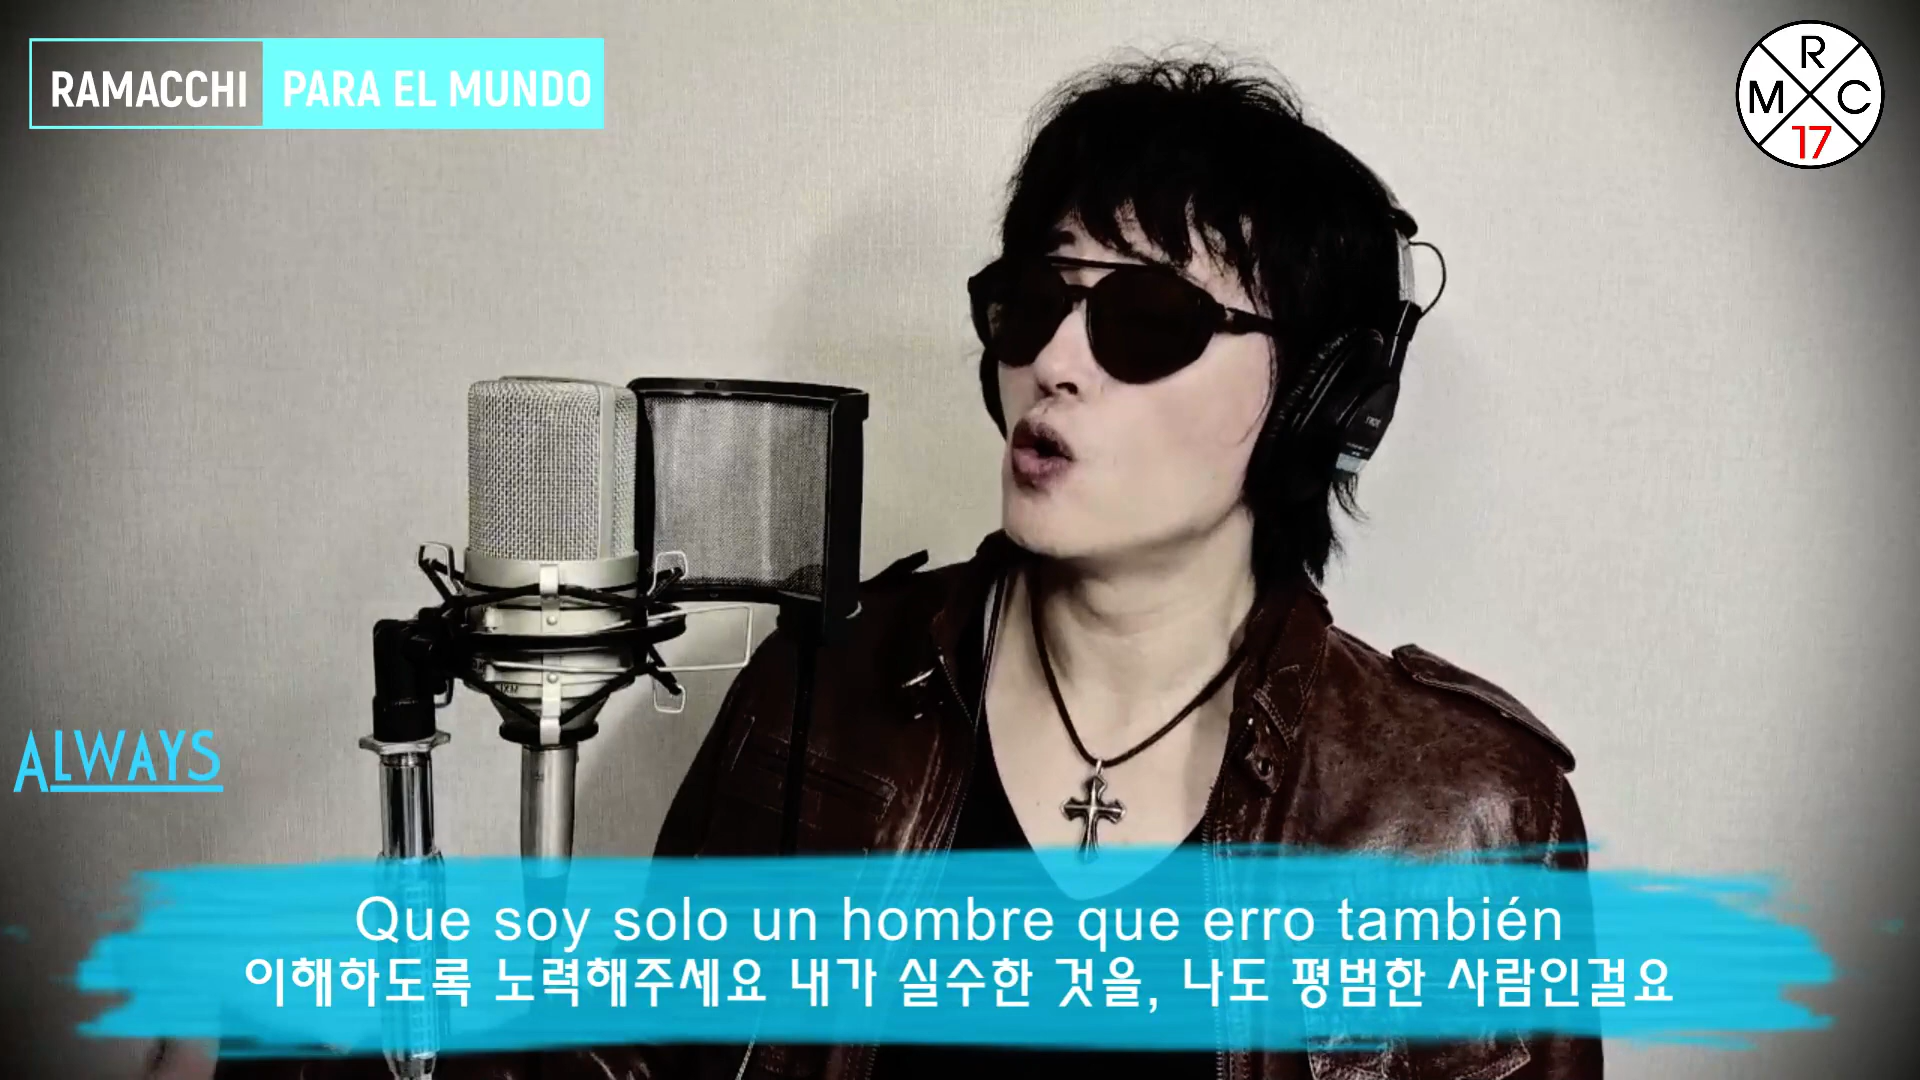 RAMACCHI PARA EL MUNDO
R
M C
17
ALWAYS
Que soy solo un hombre que erro también
이해하도록 노력해주세요 내가 실수한 것을, 나도 평범한 사람인걸요